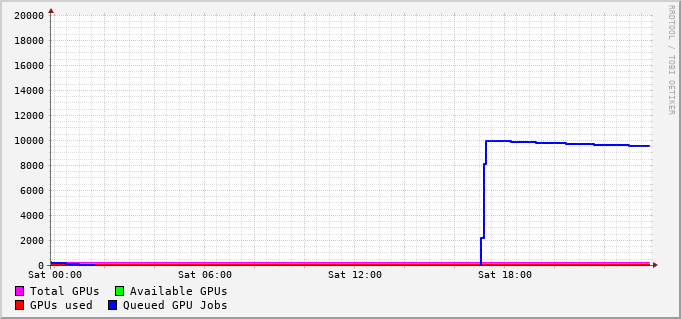 20000
18000
16000
14000
12000
10000
8000
6000
4000
2000
0
Sat 00:00 Sat 06:00 Sat 12:00 Sat 18:00
Total GPUs Available GPUs
GPUs used Queued GPU Jobs
RRDTOOL / TOBI OETIKER